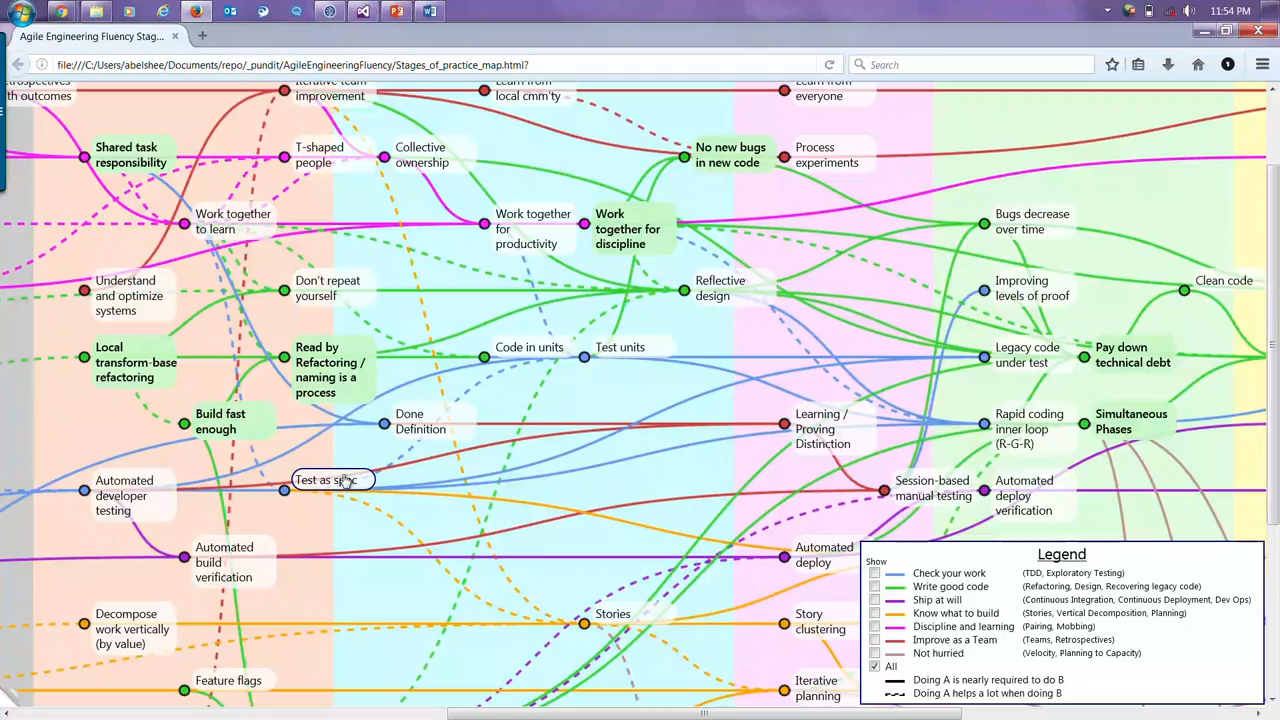 11:54 PM
Agile Engineering Fluency Stag...
file:///C:/Users/abelshee/Documents/repo/_pundit/AgileEngineeringFluency/Stages_of_practice_map.html?
Search
th outcomes
improvement
local cmm'ty
Learn from
everyone
Shared task
responsibility
T-shaped
people
Collective
ownership
No new bugs
in new code
Process
experiments
Work together
to learn
Work together
for
productivity
Work
together for
discipline
Bugs decrease
over time
Understand
and optimize
systems
Don't repeat
yourself
Reflective
design
Improving
levels of proof
Clean code
Local
transform-base
refactoring
Read by
Refactoring /
naming is a
process
Code in units
Test units
Legacy code
under test
Pay down
technical debt
Build fast
enough
Done
Definition
Learning /
Proving
Distinction
Rapid coding
inner loop
(R-G-R)
Simultaneous
Phases
Automated
developer
testing
Test as spec
Session-based
manual testing
Automated
deploy
verification
Automated
build
verification
Automated
deploy
Decompose
work vertically
(by value)
Stories
Story
clustering
Feature flags
Iterative
planning
Legend
Show
Check your work (TDD, Exploratory Testing)
Write good code (Refactoring, Design, Recovering legacy code)
Ship at will (Continuous Integration, Continuous Deployment, Dev Ops)
Know what to build (Stories, Vertical Decomposition, Planning)
Discipline and learning (Pairing, Mobbing)
Improve as a Team (Teams, Retrospectives)
Not hurried (Velocity, Planning to Capacity)
All
Doing A is nearly required to do B
Doing A helps a lot when doing B